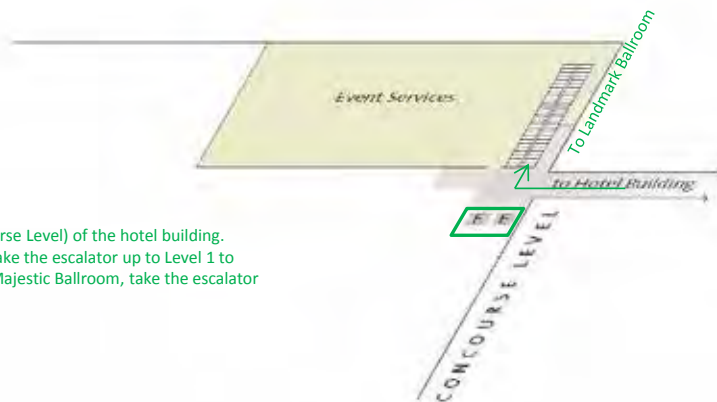 Event Services
To Landmark Ballroom
to Hotel Building
E E
rse Level) of the hotel building.
ake the escalator up to Level 1 to
Majestic Ballroom, take the escalator
CONCOURSE LEVEL